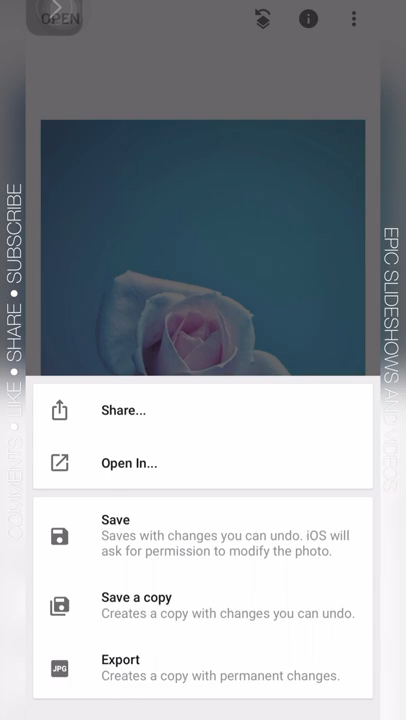 OPEN
Share...
Open In...
Save
Saves with changes you can undo. iOS will
ask for permission to modify the photo.
Save a copy
Creates a copy with changes you can undo.
JPG
Export
Creates a copy with permanent changes.
COMMENTS • LIKE • SHARE • SUBSCRIBE
EPIC SLIDESHOWS AND VIDEOS